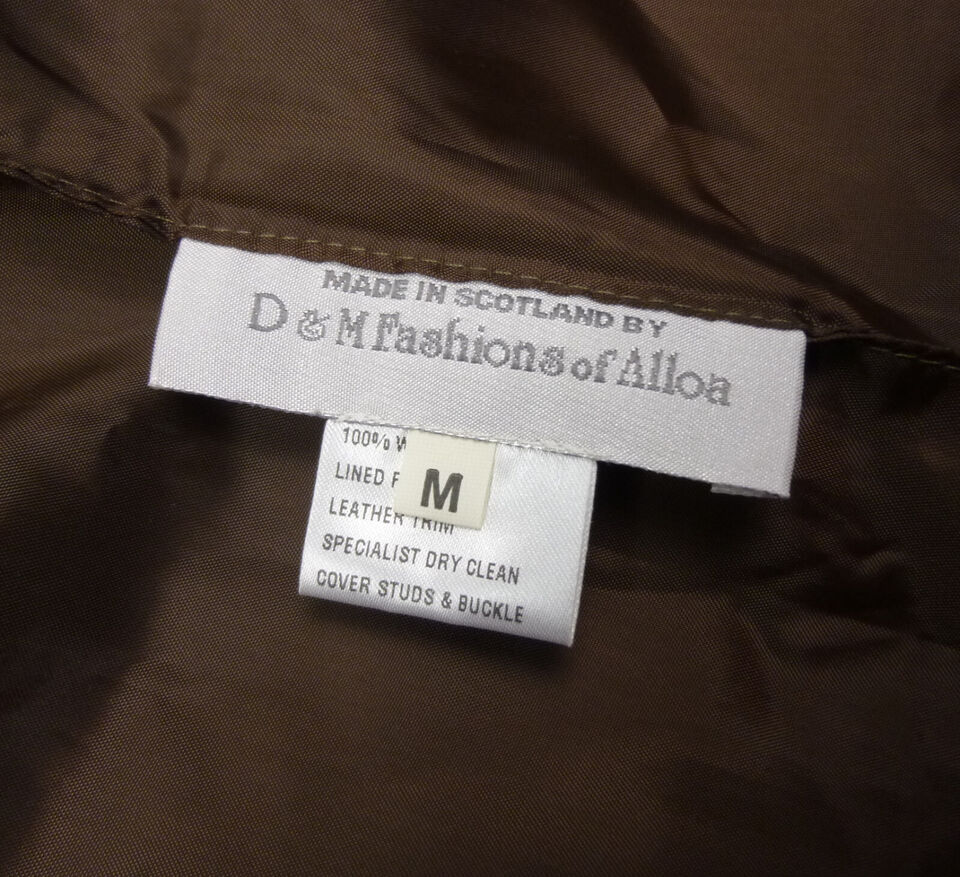 MADE IN SCOTLAND BY
D & M Fashions of Alloa
100%
LINED
M
LEATHER TRIM
SPECIALIST DRY CLEAN
COVER STUDS & BUCKLE